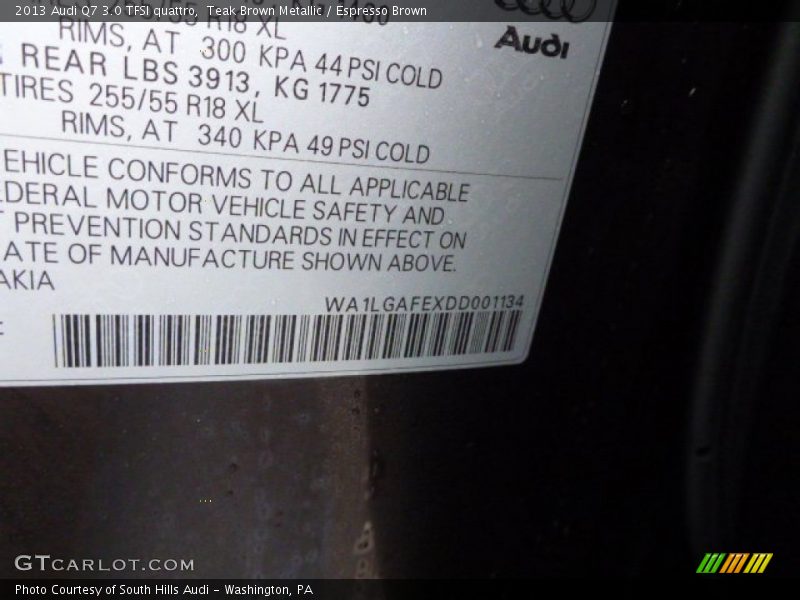 2013 Audi Q7 3.0 TFSI quattro, Teak Brown Metallic / Espresso Brown
R18 XL
Audi
RIMS, AT 300 KPA 44 PSI COLD
REAR LBS 3913, KG 1775
TIRES 255/55 R18 XL
RIMS, AT 340 KPA 49 PSI COLD
EHICLE CONFORMS TO ALL APPLICABLE
EDERAL MOTOR VEHICLE SAFETY AND
T PREVENTION STANDARDS IN EFFECT ON
ATE OF MANUFACTURE SHOWN ABOVE.
AKIA
WA1LGAFEXDD001134
GTCARLOT.COM
Photo Courtesy of South Hills Audi - Washington, PA